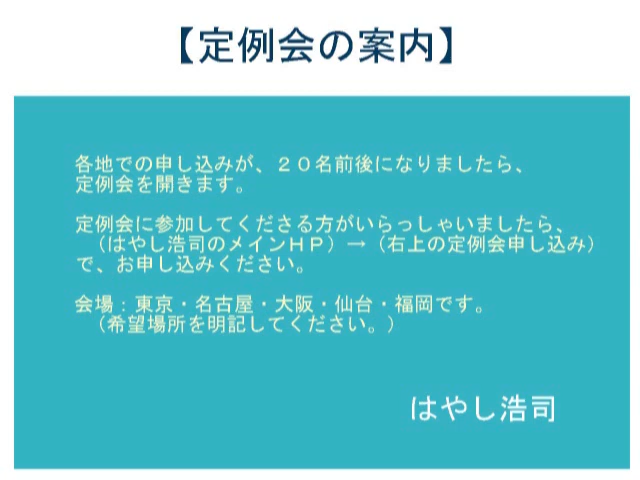 【定例会の案内】
各地での申し込みが、２０名前後になりましたら、
定例会を開きます。
定例会に参加してくださる方がいらっしゃいましたら、
（はやし浩司のメインＨＰ）→（右上の定例会申し込み）
で、お申し込みください。
会場：東京・名古屋・大阪・仙台・福岡です。
（希望場所を明記してください。）
はやし浩司